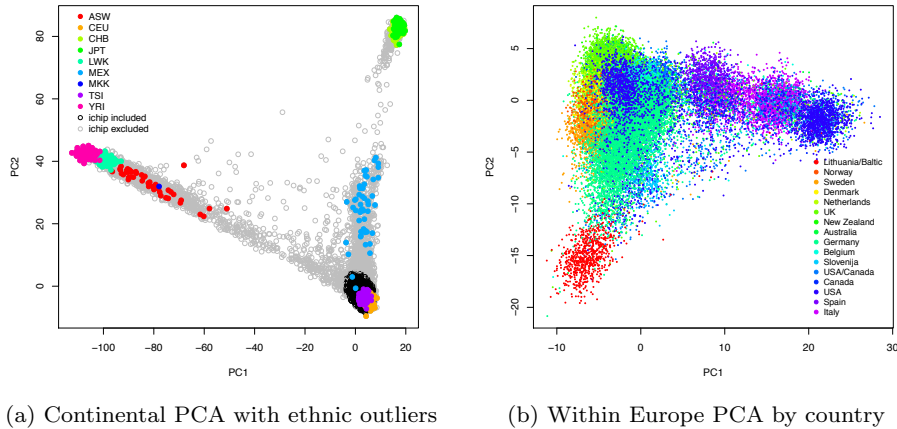 ASW
CEU
CHB
JPT
LWK
MEX
MKK
TSI
YRI
ichip included
ichip excluded
PC2
80
60
40
20
0
−100
−80
−60
−40
−20
0
20
PC1
(a) Continental PCA with ethnic outliers
PC2
5
0
−5
−10
−15
−20
Lithuania/Baltic
Norway
Sweden
Denmark
Netherlands
UK
New Zealand
Australia
Germany
Belgium
Slovenija
USA/Canada
Canada
USA
Spain
Italy
−10
0
10
20
30
PC1
(b) Within Europe PCA by country